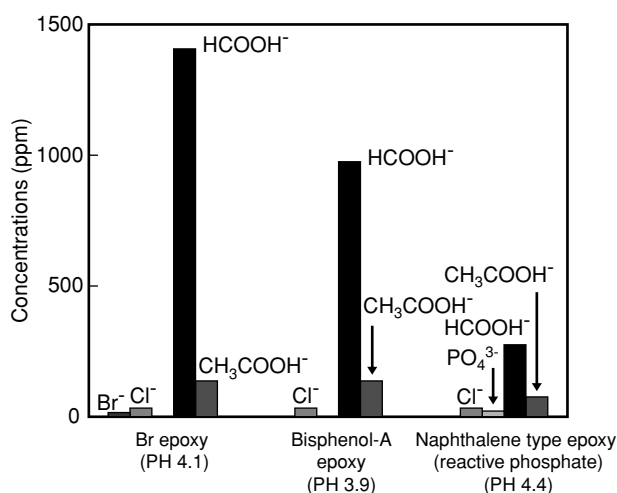 1500
HCOOH⁻
1000
HCOOH⁻
Concentrations (ppm)
CH₃COOH⁻
500
CH₃COOH⁻
HCOOH⁻
PO₄³⁻
CH₃COOH⁻
Br⁻
Cl⁻
Cl⁻
Cl⁻
0
Br epoxy
(PH 4.1)
Bisphenol-A
epoxy
(PH 3.9)
Naphthalene type epoxy
(reactive phosphate)
(PH 4.4)